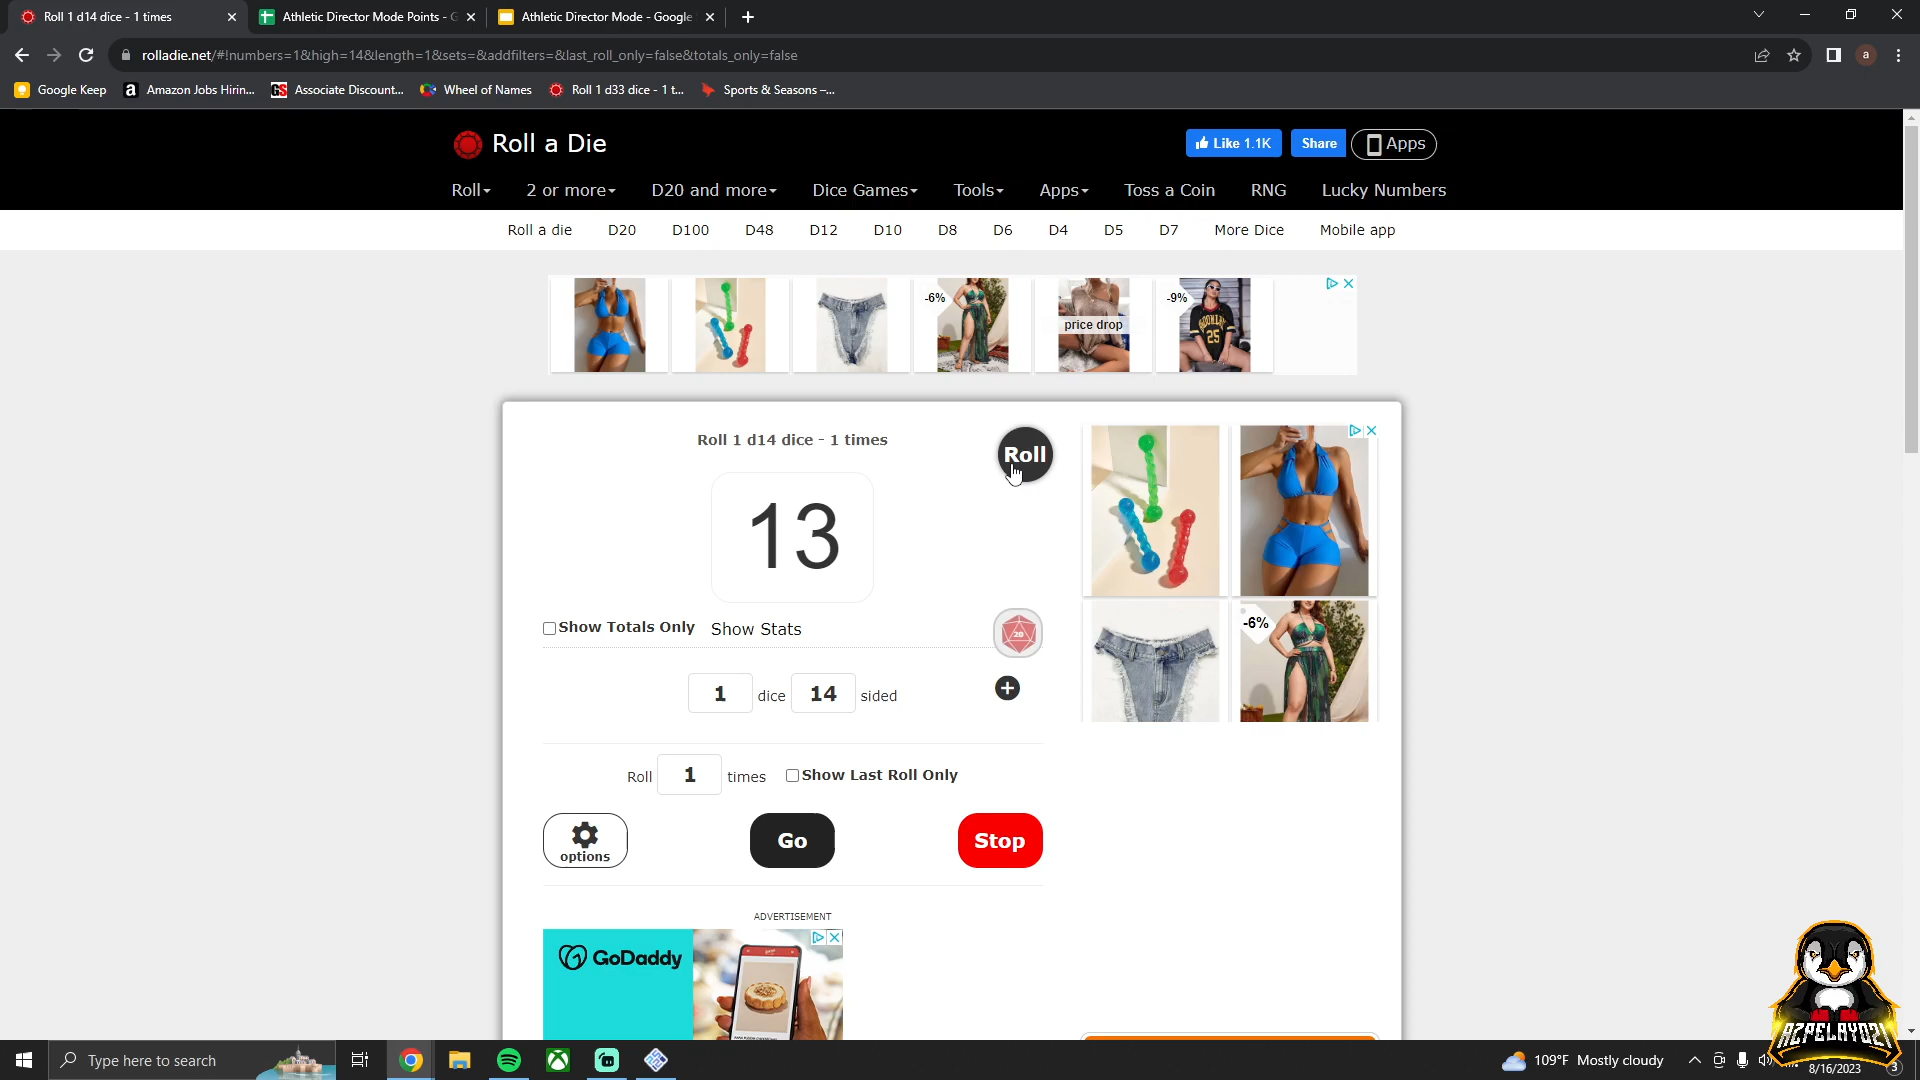 Roll 1 d14 dice - 1 times
Athletic Director Mode Points - G
Athletic Director Mode - Google
rolladie.net/#!numbers=1&high=14&length=1&sets=&addfilters=&last_roll_only=false&totals_only=false
a
Google Keep
a
Amazon Jobs Hirin...
GS
Associate Discount...
Wheel of Names
Roll 1 d33 dice - 1 t...
Sports & Seasons –...
Roll a Die
Like 1.1K
Share
Apps
Roll
2 or more
D20 and more
Dice Games
Tools
Apps
Toss a Coin
RNG
Lucky Numbers
Roll a die
D20
D100
D48
D12
D10
D8
D6
D4
D5
D7
More Dice
Mobile app
-6%
price drop
-9%
25
Roll 1 d14 dice - 1 times
Roll
13
Show Totals Only
Show Stats
20
1 dice 14 sided
Roll 1 times
Show Last Roll Only
options
Go
Stop
-6%
ADVERTISEMENT
GoDaddy
Type here to search
109°F Mostly cloudy
8/16/2023
3
AZPELAYO21